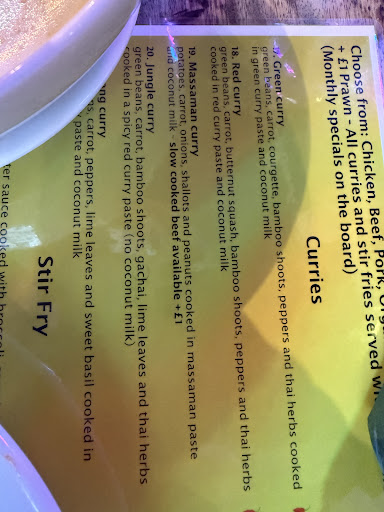 Choose from: Chicken, Beef, Pork,
+ £1 Prawn - All curries and stir fries served
(Monthly specials on the board)
Curries
Green curry
green beans, carrot, courgette, bamboo shoots, peppers and thai herbs cooked
in green curry paste and coconut milk
18. Red curry
green beans, carrot, butternut squash, bamboo shoots, peppers and thai herbs
cooked in red curry paste and coconut milk
19. Massaman curry
potatoes, carrot, onions, shallots and peanuts cooked in massaman paste
and coconut milk - slow cooked beef available +£1
20. Jungle curry
green beans, carrot, bamboo shoots, gachai, lime leaves and thai herbs
cooked in a spicy red curry paste (no coconut milk)
curry
carrot, peppers, lime leaves and sweet basil cooked in
paste and coconut milk
Stir Fry
sauce cooked with